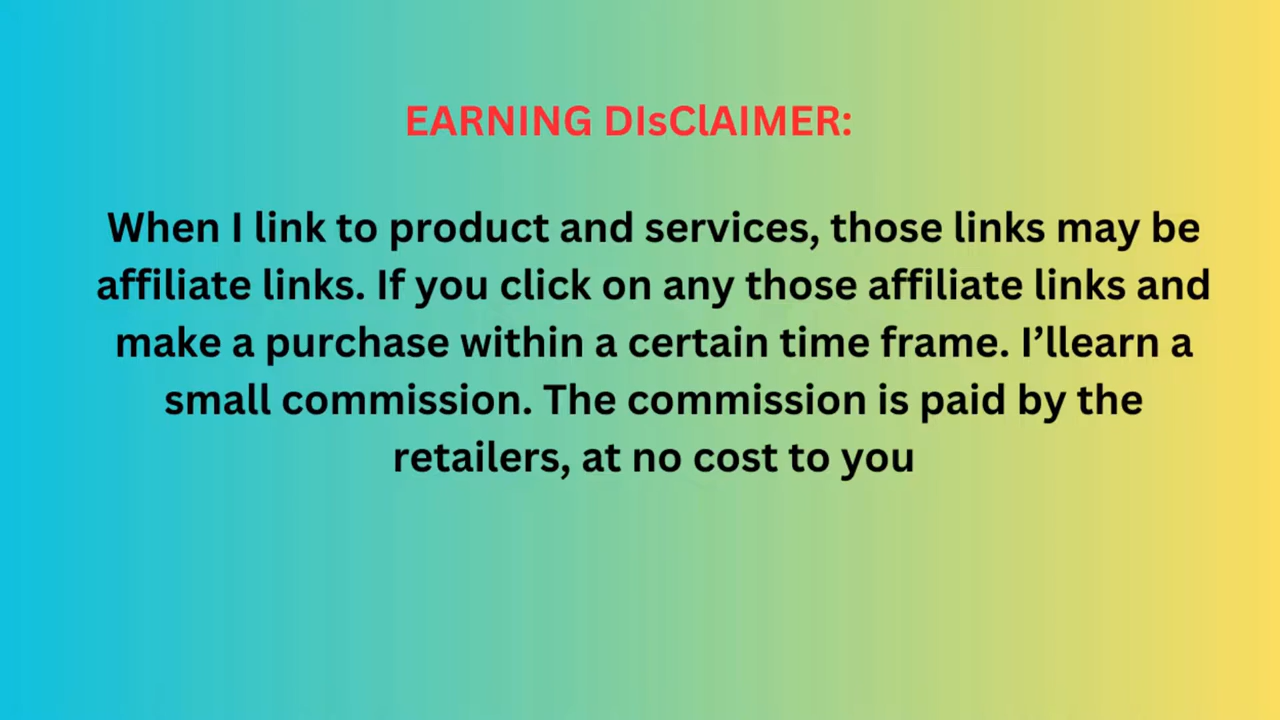 EARNING DIsClAIMER:
When I link to product and services, those links may be
affiliate links. If you click on any those affiliate links and
make a purchase within a certain time frame. I’llearn a
small commission. The commission is paid by the
retailers, at no cost to you